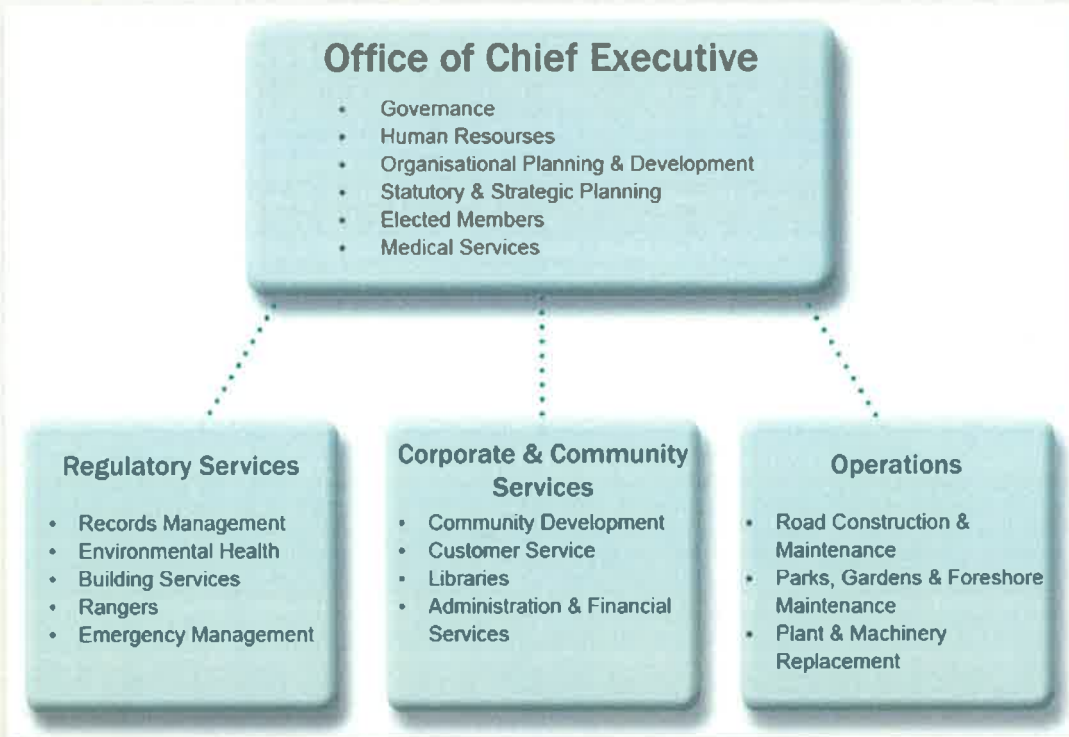 Office of Chief Executive
• Governance
• Human Resourses
• Organisational Planning & Development
• Statutory & Strategic Planning
• Elected Members
• Medical Services
Regulatory Services
• Records Management
• Environmental Health
• Building Services
• Rangers
• Emergency Management
Corporate & Community
Services
• Community Development
• Customer Service
• Libraries
• Administration & Financial
Services
Operations
• Road Construction &
Maintenance
• Parks, Gardens & Foreshore
Maintenance
• Plant & Machinery
Replacement